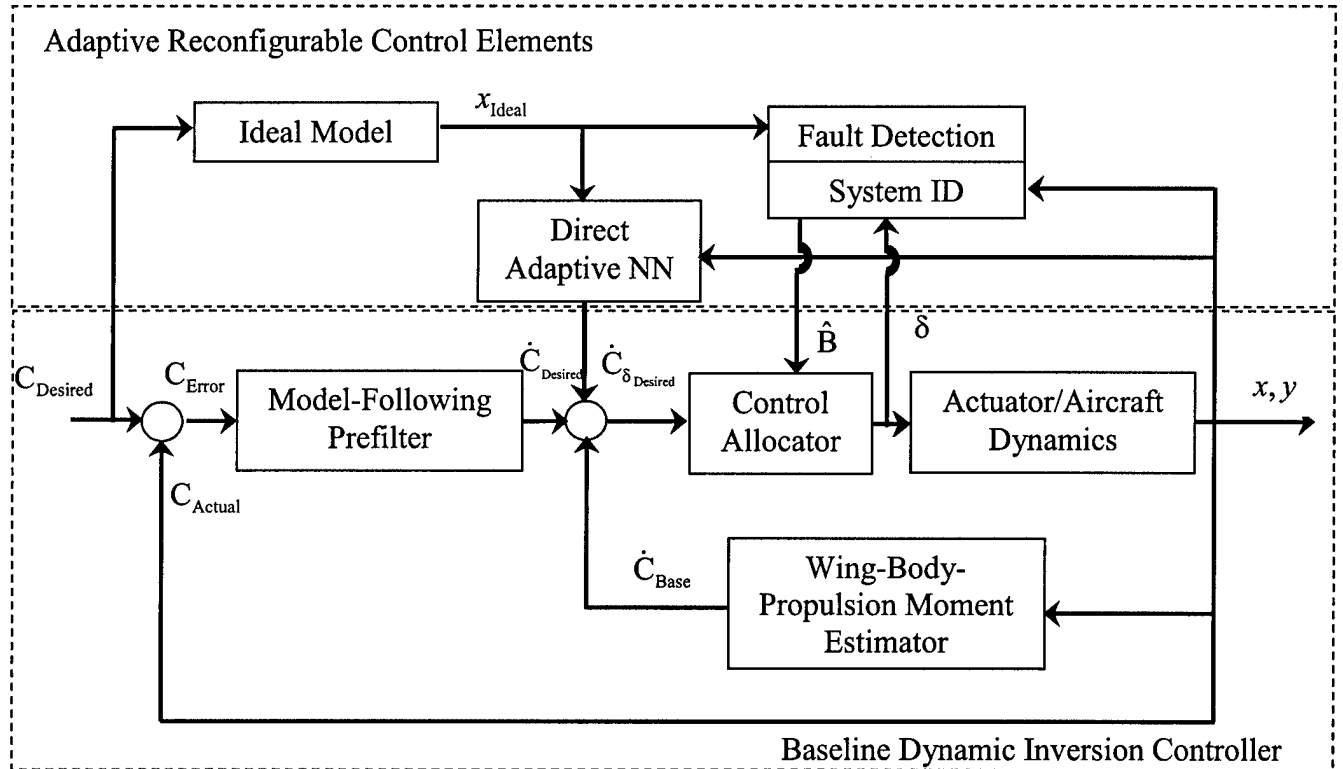 Adaptive Reconfigurable Control Elements
Ideal Model
x_Ideal
Fault Detection
System ID
Direct
Adaptive NN
B̂
δ
C_Desired
C_Error
Model-Following
Prefilter
Ċ_Desired
Ċ_δ_Desired
Control
Allocator
Actuator/Aircraft
Dynamics
x, y
C_Actual
Ċ_Base
Wing-Body-
Propulsion Moment
Estimator
Baseline Dynamic Inversion Controller